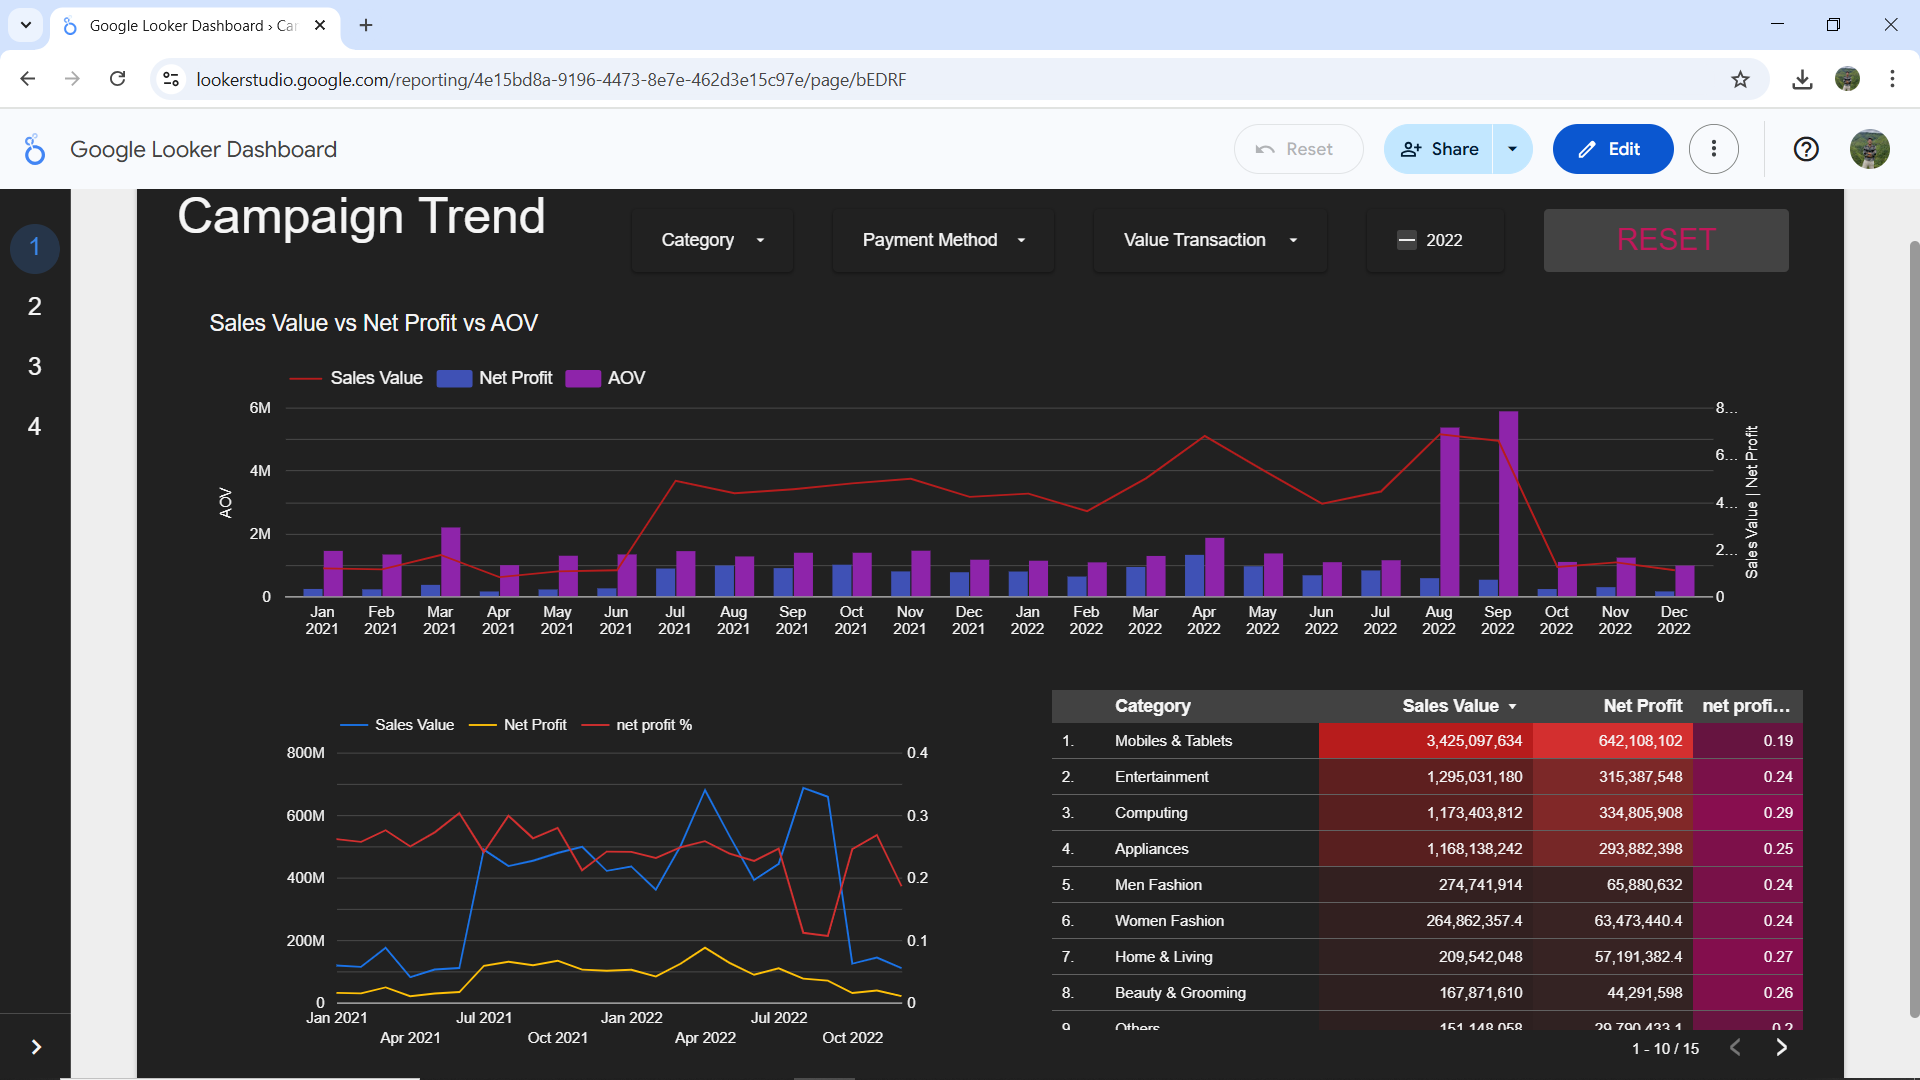 Google Looker Dashboard › Car
lookerstudio.google.com/reporting/4e15bd8a-9196-4473-8e7e-462d3e15c97e/page/bEDRF
Google Looker Dashboard
Reset
Share
Edit
1
2
3
4
Campaign Trend
Category
Payment Method
Value Transaction
2022
RESET
Sales Value vs Net Profit vs AOV
Sales Value Net Profit AOV
6M
4M
2M
0
AOV
8...
6...
4...
2...
0
Sales Value | Net Profit
Jan 2021
Feb 2021
Mar 2021
Apr 2021
May 2021
Jun 2021
Jul 2021
Aug 2021
Sep 2021
Oct 2021
Nov 2021
Dec 2021
Jan 2022
Feb 2022
Mar 2022
Apr 2022
May 2022
Jun 2022
Jul 2022
Aug 2022
Sep 2022
Oct 2022
Nov 2022
Dec 2022
Sales Value Net Profit net profit %
800M
600M
400M
200M
0
0.4
0.3
0.2
0.1
0
Jan 2021
Apr 2021
Jul 2021
Oct 2021
Jan 2022
Apr 2022
Jul 2022
Oct 2022
Category Sales Value Net Profit net profi...
1. Mobiles & Tablets 3,425,097,634 642,108,102 0.19
2. Entertainment 1,295,031,180 315,387,548 0.24
3. Computing 1,173,403,812 334,805,908 0.29
4. Appliances 1,168,138,242 293,882,398 0.25
5. Men Fashion 274,741,914 65,880,632 0.24
6. Women Fashion 264,862,357.4 63,473,440.4 0.24
7. Home & Living 209,542,048 57,191,382.4 0.27
8. Beauty & Grooming 167,871,610 44,291,598 0.26
9. Others 151,148,058 29,790,433.1 0.2
1 - 10 / 15